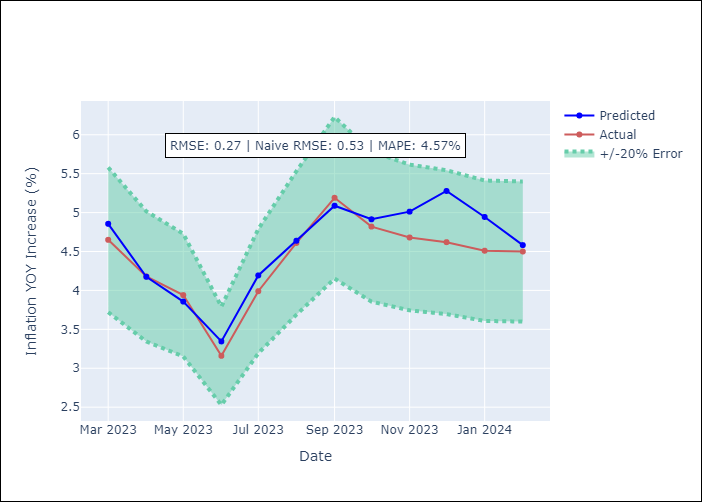 RMSE: 0.27 | Naive RMSE: 0.53 | MAPE: 4.57%
Predicted
Actual
+/-20% Error
Inflation YOY Increase (%)
6
5.5
5
4.5
4
3.5
3
2.5
Mar 2023
May 2023
Jul 2023
Sep 2023
Nov 2023
Jan 2024
Date